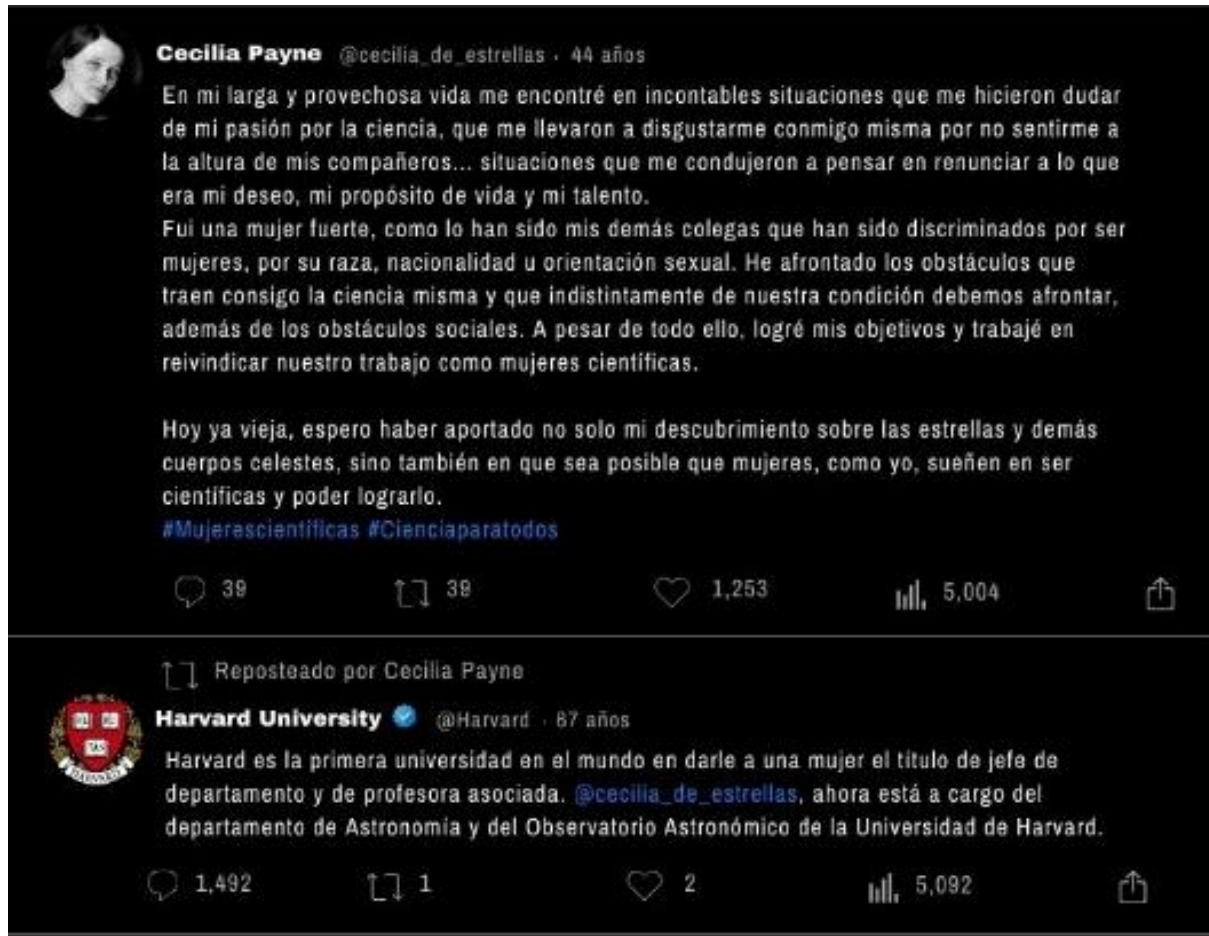 Cecilia Payne @cecilia_de_estrellas · 44 años
En mi larga y provechosa vida me encontré en incontables situaciones que me hicieron dudar
de mi pasión por la ciencia, que me llevaron a disgustarme conmigo misma por no sentirme a
la altura de mis compañeros... situaciones que me condujeron a pensar en renunciar a lo que
era mi deseo, mi propósito de vida y mi talento.
Fui una mujer fuerte, como lo han sido mis demás colegas que han sido discriminados por ser
mujeres, por su raza, nacionalidad u orientación sexual. He afrontado los obstáculos que
traen consigo la ciencia misma y que indistintamente de nuestra condición debemos afrontar,
además de los obstáculos sociales. A pesar de todo ello, logré mis objetivos y trabajé en
reivindicar nuestro trabajo como mujeres científicas.
Hoy ya vieja, espero haber aportado no solo mi descubrimiento sobre las estrellas y demás
cuerpos celestes, sino también en que sea posible que mujeres, como yo, sueñen en ser
científicas y poder lograrlo.
#Mujerescientíficas #Cienciaparatodos
39 39 1,253 5,004
Reposteado por Cecilia Payne
Harvard University @Harvard · 67 años
Harvard es la primera universidad en el mundo en darle a una mujer el título de jefe de
departamento y de profesora asociada. @cecilia_de_estrellas, ahora está a cargo del
departamento de Astronomía y del Observatorio Astronómico de la Universidad de Harvard.
TAS
HARVARD
1,492 1 2 5,092